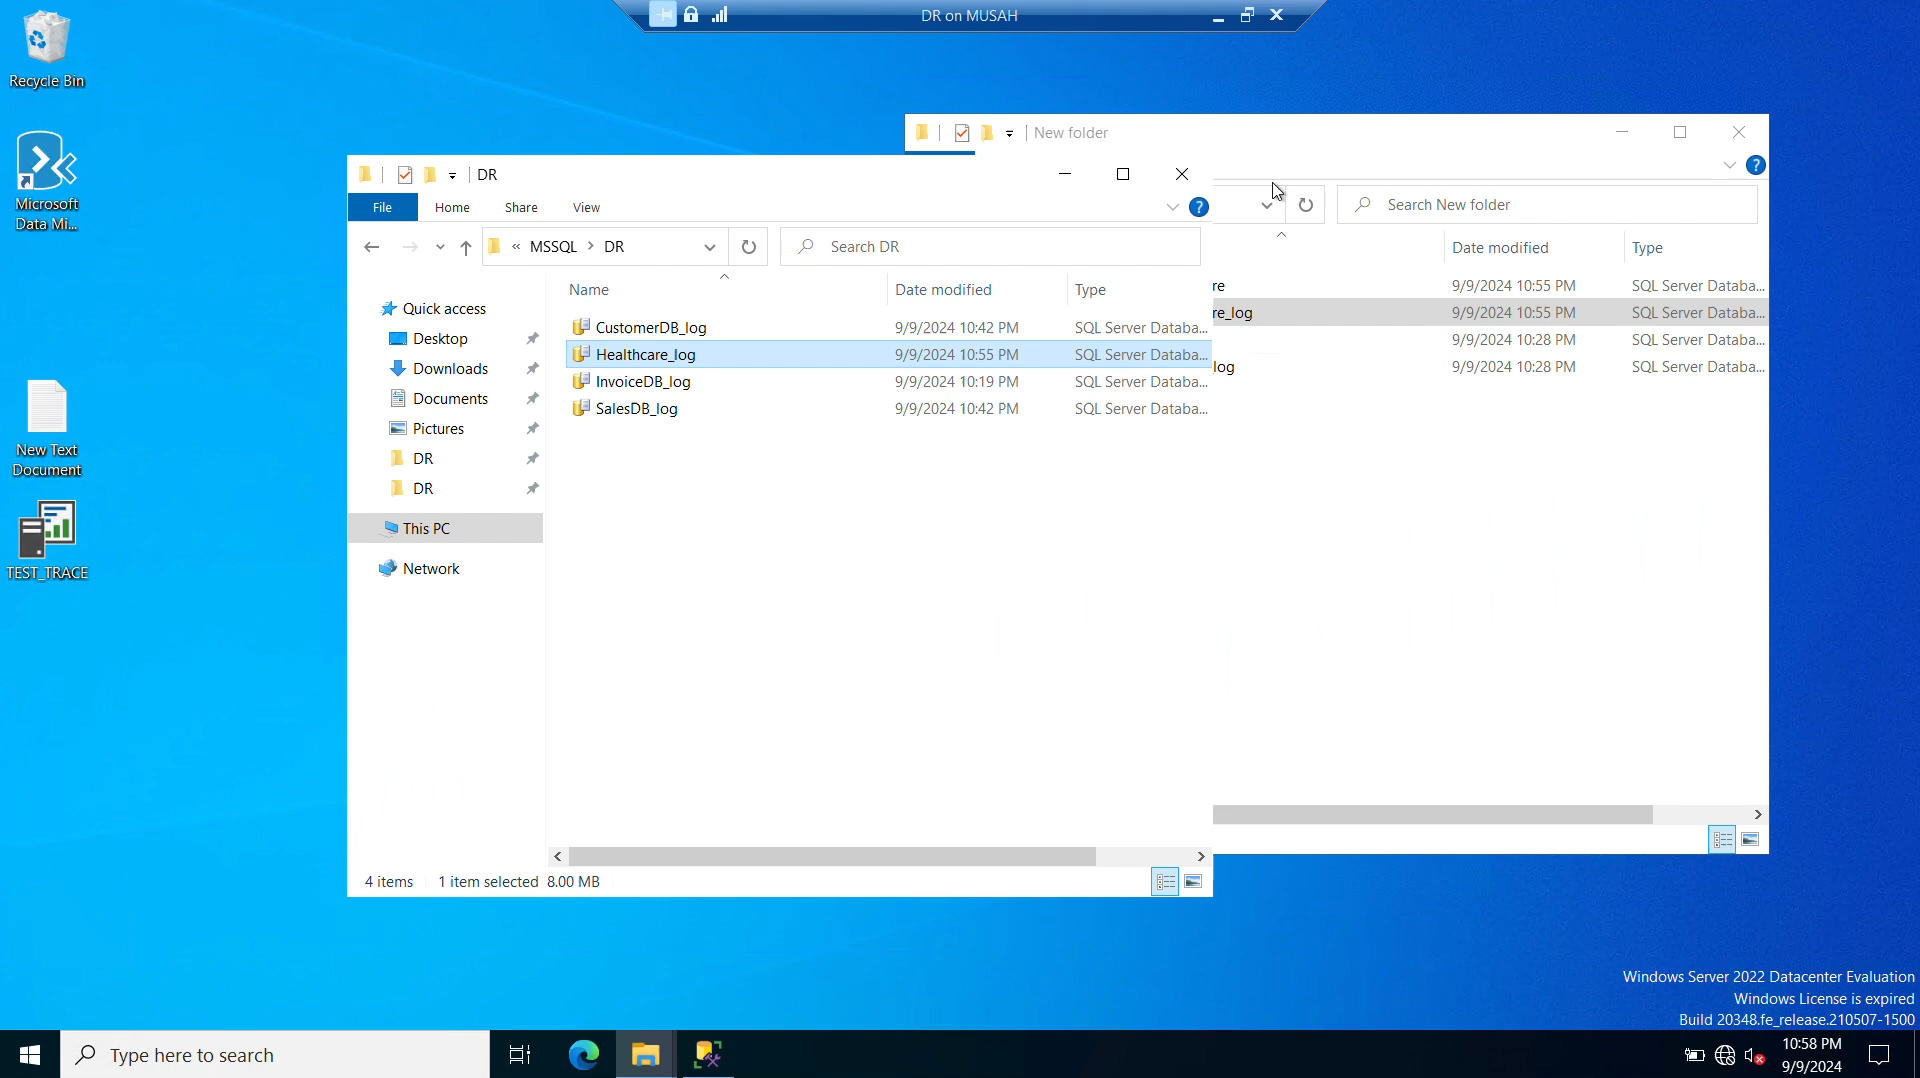 DR on MUSAH
Recycle Bin
Microsoft
Data Mi...
New Text
Document
TEST_TRACE
New folder
Search New folder
Date modified
Type
re
9/9/2024 10:55 PM
SQL Server Databa...
re_log
9/9/2024 10:55 PM
SQL Server Databa...
9/9/2024 10:28 PM
SQL Server Databa...
log
9/9/2024 10:28 PM
SQL Server Databa...
DR
File
Home
Share
View
« MSSQL > DR
Search DR
Quick access
Desktop
Downloads
Documents
Pictures
DR
DR
This PC
Network
Name
Date modified
Type
CustomerDB_log
9/9/2024 10:42 PM
SQL Server Databa...
Healthcare_log
9/9/2024 10:55 PM
SQL Server Databa...
InvoiceDB_log
9/9/2024 10:19 PM
SQL Server Databa...
SalesDB_log
9/9/2024 10:42 PM
SQL Server Databa...
4 items
1 item selected 8.00 MB
Windows Server 2022 Datacenter Evaluation
Windows License is expired
Build 20348.fe_release.210507-1500
Type here to search
10:58 PM
9/9/2024